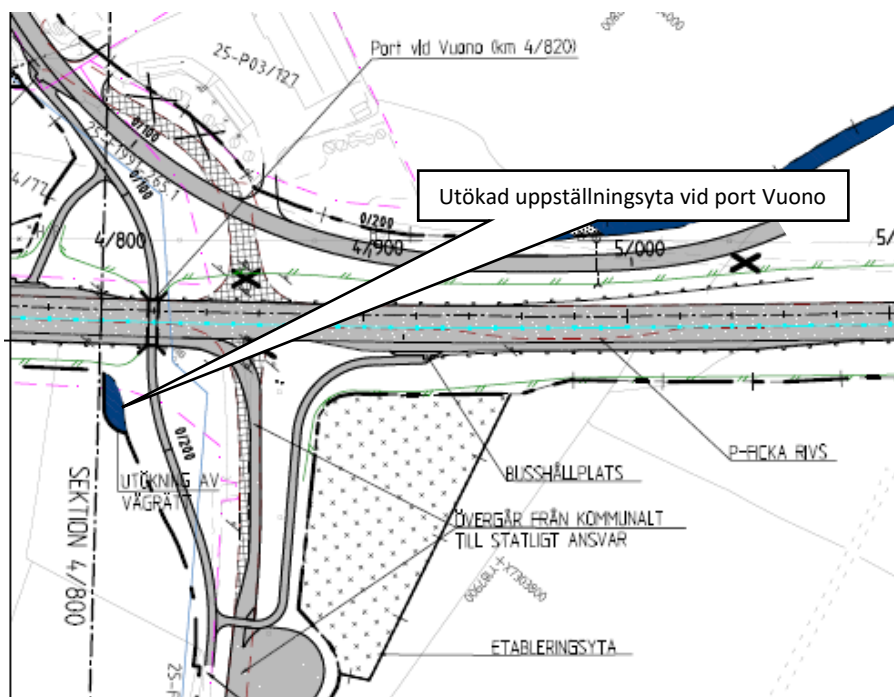 Port vid Vuono (km 4/820)
25-P03/127
0/100
0/100
Utökad uppställningsyta vid port Vuono
0/200
4/800
4/900
5/000
5/
0/200
SEKTION 4/800
UTÖKNING AV
VÄGRÄTT
BUSSHÅLLPLATS
P-FICKA RIVS
ÖVERGÅR FRÅN KOMMUNALT
TILL STATLIGT ANSVAR
X7303800
Y187900
ETABLERINGSYTA